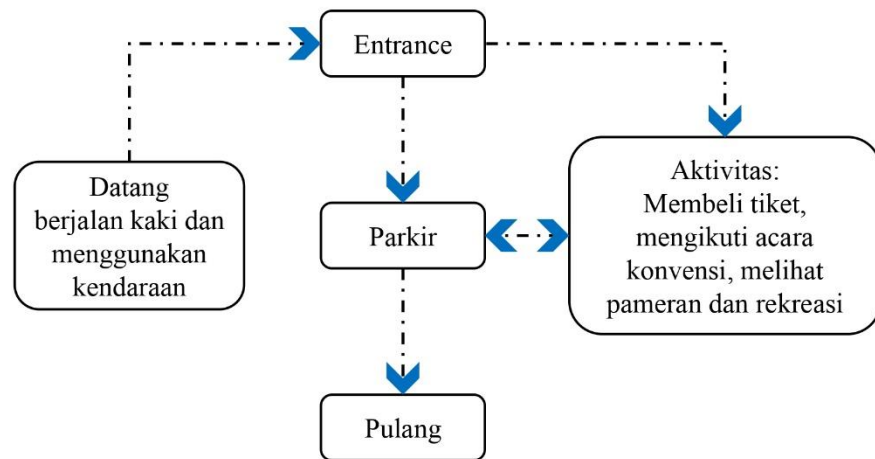 Entrance
Datang
berjalan kaki dan
menggunakan
kendaraan
Parkir
Aktivitas:
Membeli tiket,
mengikuti acara
konvensi, melihat
pameran dan rekreasi
Pulang